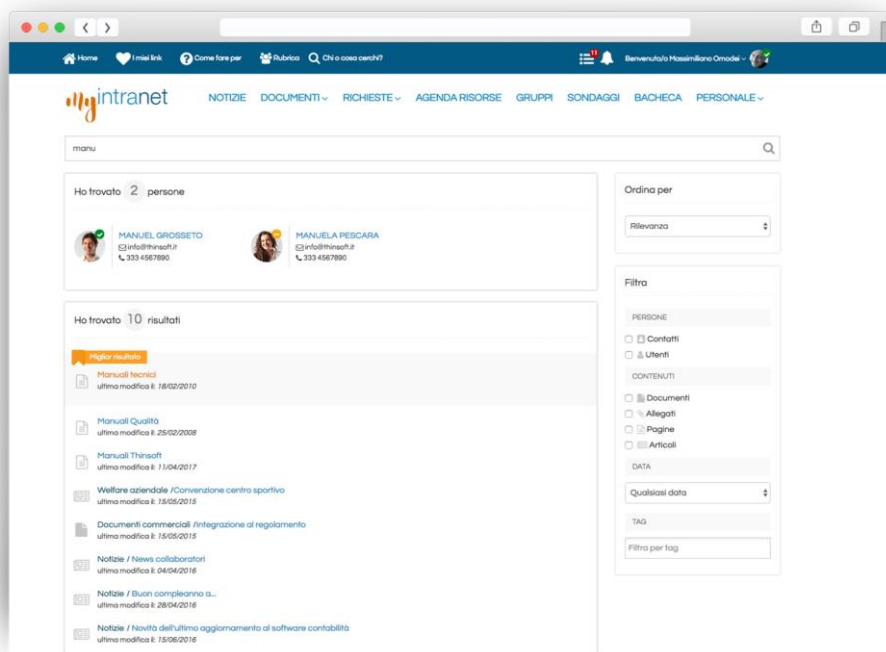 Home I miei link Come fare per Rubrica Chi o cosa cerchi? 11 Benvenuto/a Massimiliano Omodei
myintranet NOTIZIE DOCUMENTI RICHIESTE AGENDA RISORSE GRUPPI SONDAGGI BACHECA PERSONALE
manu
Ho trovato 2 persone
MANUEL GROSSETO
info@thinsoft.it
333 4567890
MANUELA PESCARA
info@thinsoft.it
333 4567890
Ho trovato 10 risultati
Miglior risultato
Manuali tecnici
ultima modifica il: 18/02/2010
Manuali Qualità
ultima modifica il: 25/02/2008
Manuali Thinsoft
ultima modifica il: 11/04/2017
Welfare aziendale /Convenzione centro sportivo
ultima modifica il: 15/05/2015
Documenti commerciali /Integrazione al regolamento
ultima modifica il: 15/05/2015
Notizie / News collaboratori
ultima modifica il: 04/04/2016
Notizie / Buon compleanno a...
ultima modifica il: 28/04/2016
Notizie / Novità dell'ultimo aggiornamento al software contabilità
ultima modifica il: 15/06/2016
Ordina per
Rilevanza
Filtra
PERSONE
Contatti
Utenti
CONTENUTI
Documenti
Allegati
Pagine
Articoli
DATA
Qualsiasi data
TAG
Filtra per tag